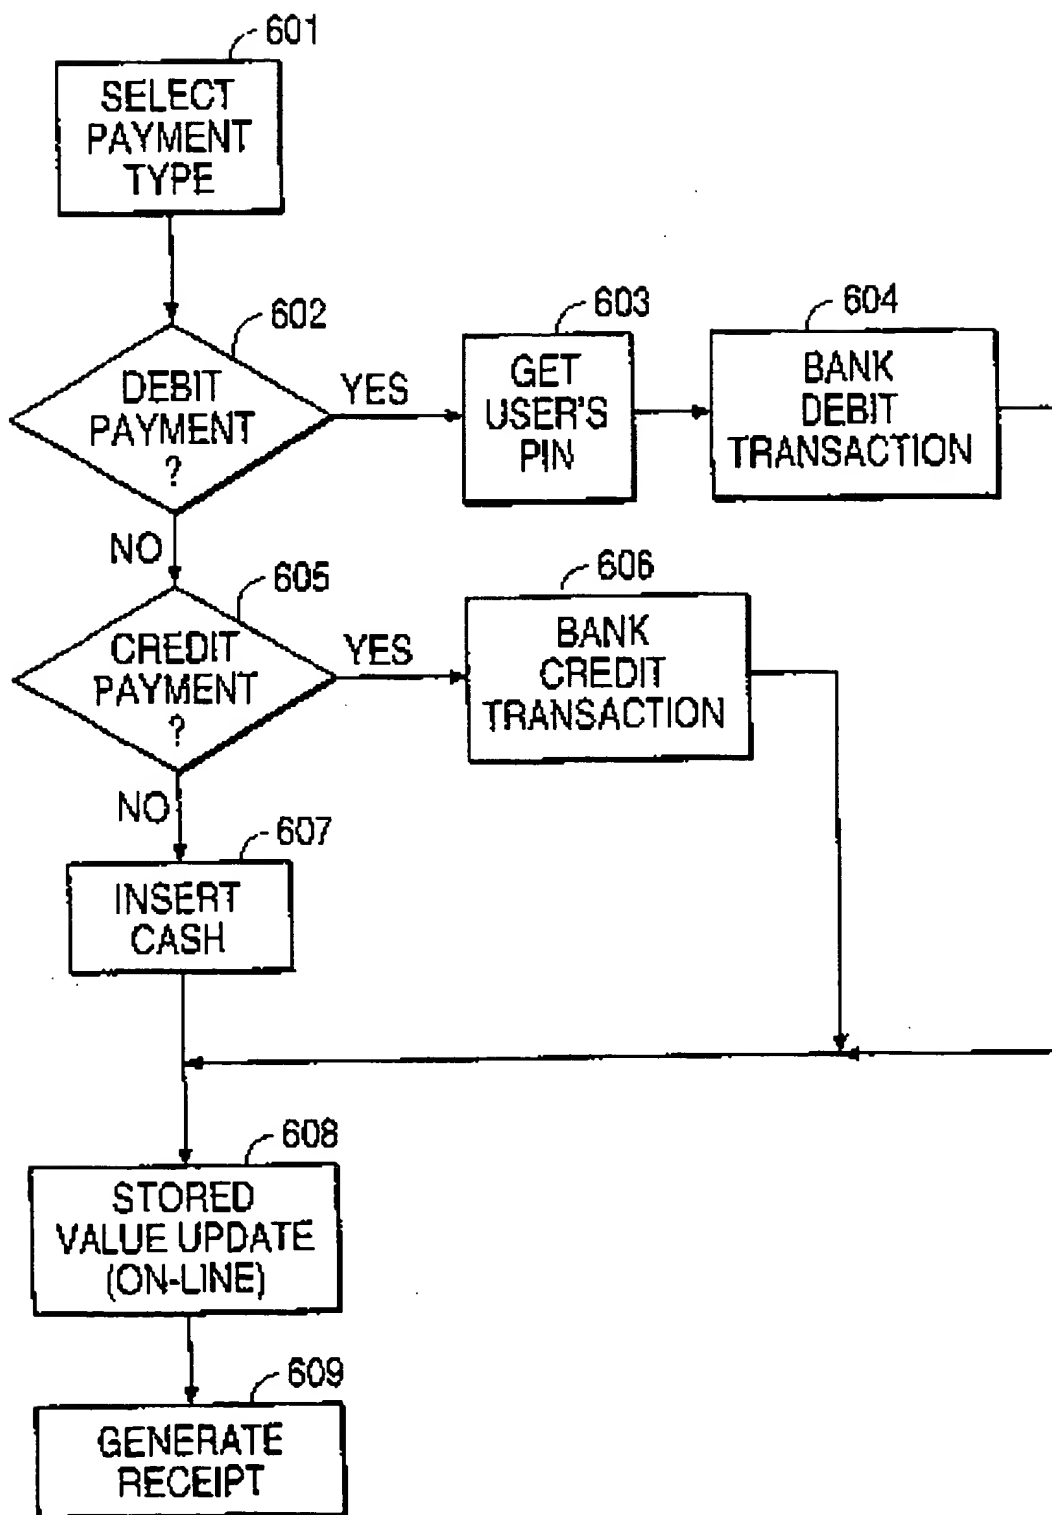 601
SELECT
PAYMENT
TYPE
602
DEBIT
PAYMENT
?
YES
603
GET
USER'S
PIN
604
BANK
DEBIT
TRANSACTION
NO
605
CREDIT
PAYMENT
?
YES
606
BANK
CREDIT
TRANSACTION
NO
607
INSERT
CASH
608
STORED
VALUE UPDATE
(ON-LINE)
609
GENERATE
RECEIPT